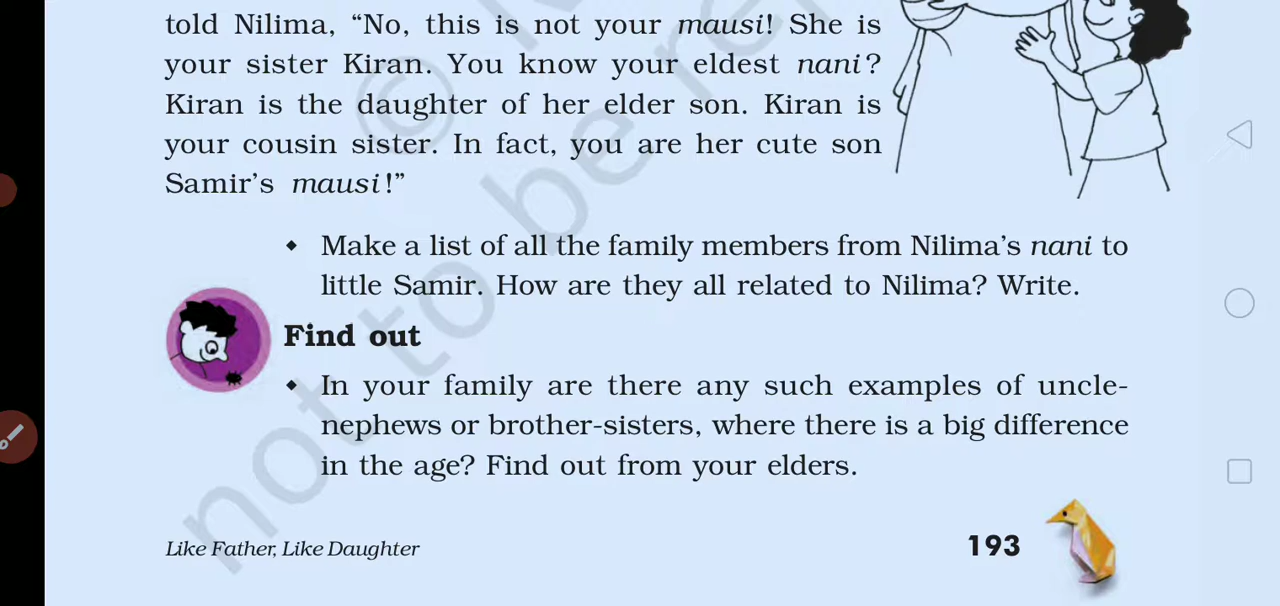 told Nilima, “No, this is not your mausi! She is
your sister Kiran. You know your eldest nani?
Kiran is the daughter of her elder son. Kiran is
your cousin sister. In fact, you are her cute son
Samir’s mausi!”
◆ Make a list of all the family members from Nilima’s nani to
little Samir. How are they all related to Nilima? Write.
Find out
◆ In your family are there any such examples of uncle-
nephews or brother-sisters, where there is a big difference
in the age? Find out from your elders.
Like Father, Like Daughter
193
not to be re